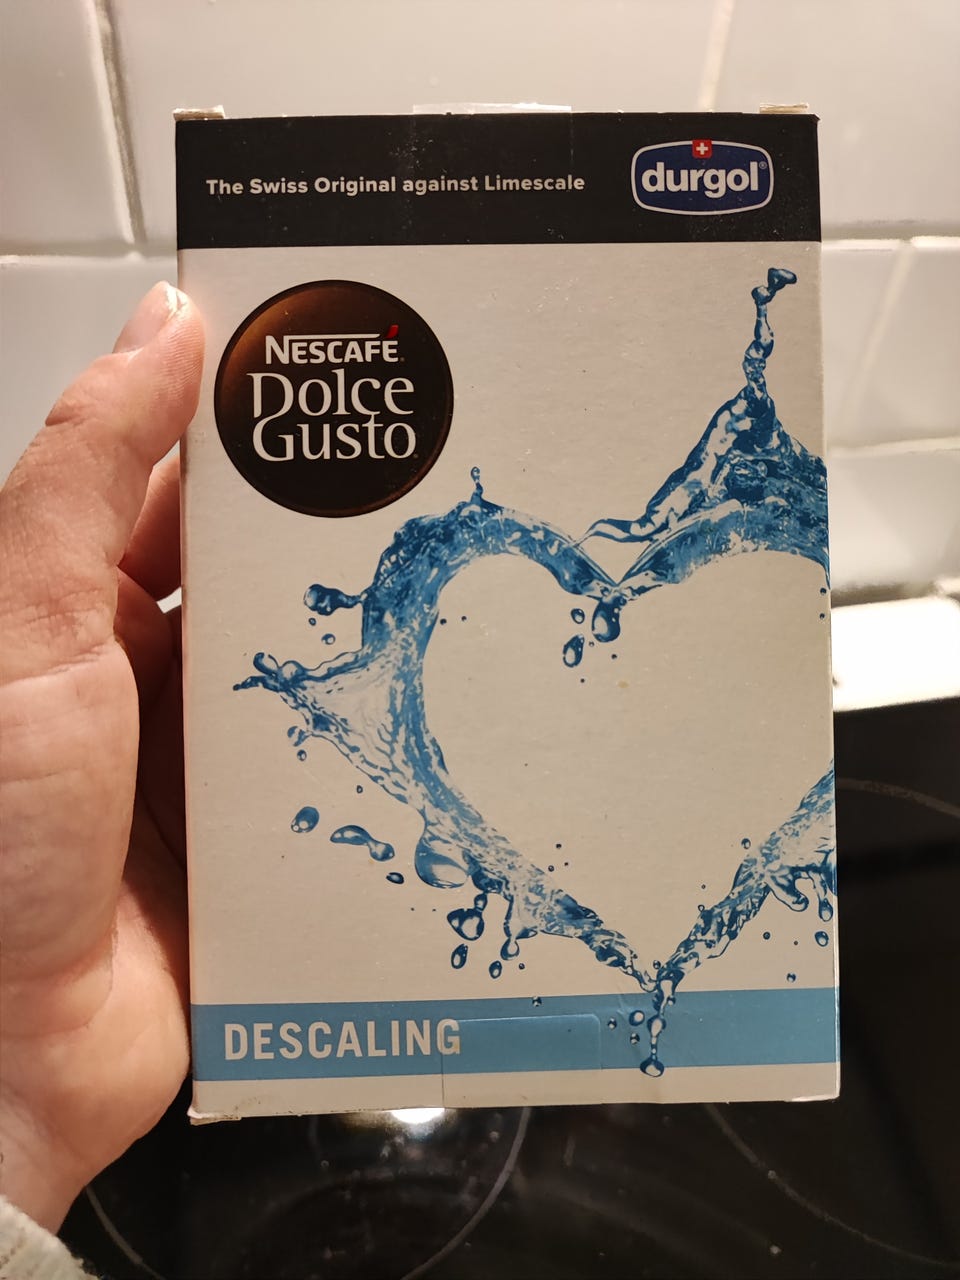 The Swiss Original against Limescale
durgol®
NESCAFÉ®
Dolce
Gusto®
DESCALING